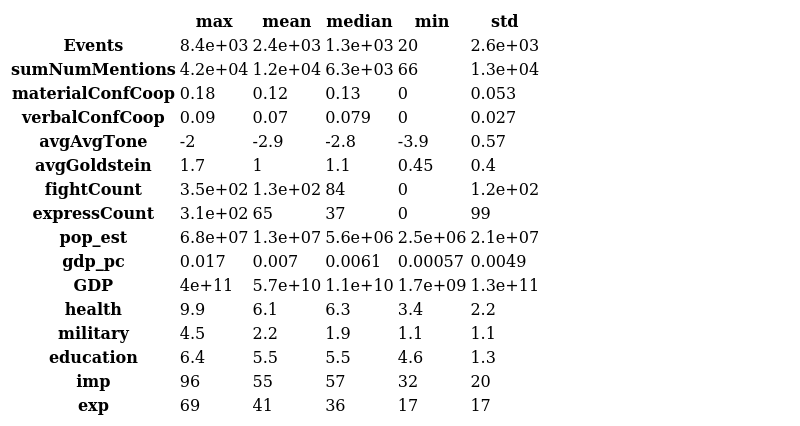 max mean median min std
Events 8.4e+03 2.4e+03 1.3e+03 20 2.6e+03
sumNumMentions 4.2e+04 1.2e+04 6.3e+03 66 1.3e+04
materialConfCoop 0.18 0.12 0.13 0 0.053
verbalConfCoop 0.09 0.07 0.079 0 0.027
avgAvgTone -2 -2.9 -2.8 -3.9 0.57
avgGoldstein 1.7 1 1.1 0.45 0.4
fightCount 3.5e+02 1.3e+02 84 0 1.2e+02
expressCount 3.1e+02 65 37 0 99
pop_est 6.8e+07 1.3e+07 5.6e+06 2.5e+06 2.1e+07
gdp_pc 0.017 0.007 0.0061 0.00057 0.0049
GDP 4e+11 5.7e+10 1.1e+10 1.7e+09 1.3e+11
health 9.9 6.1 6.3 3.4 2.2
military 4.5 2.2 1.9 1.1 1.1
education 6.4 5.5 5.5 4.6 1.3
imp 96 55 57 32 20
exp 69 41 36 17 17